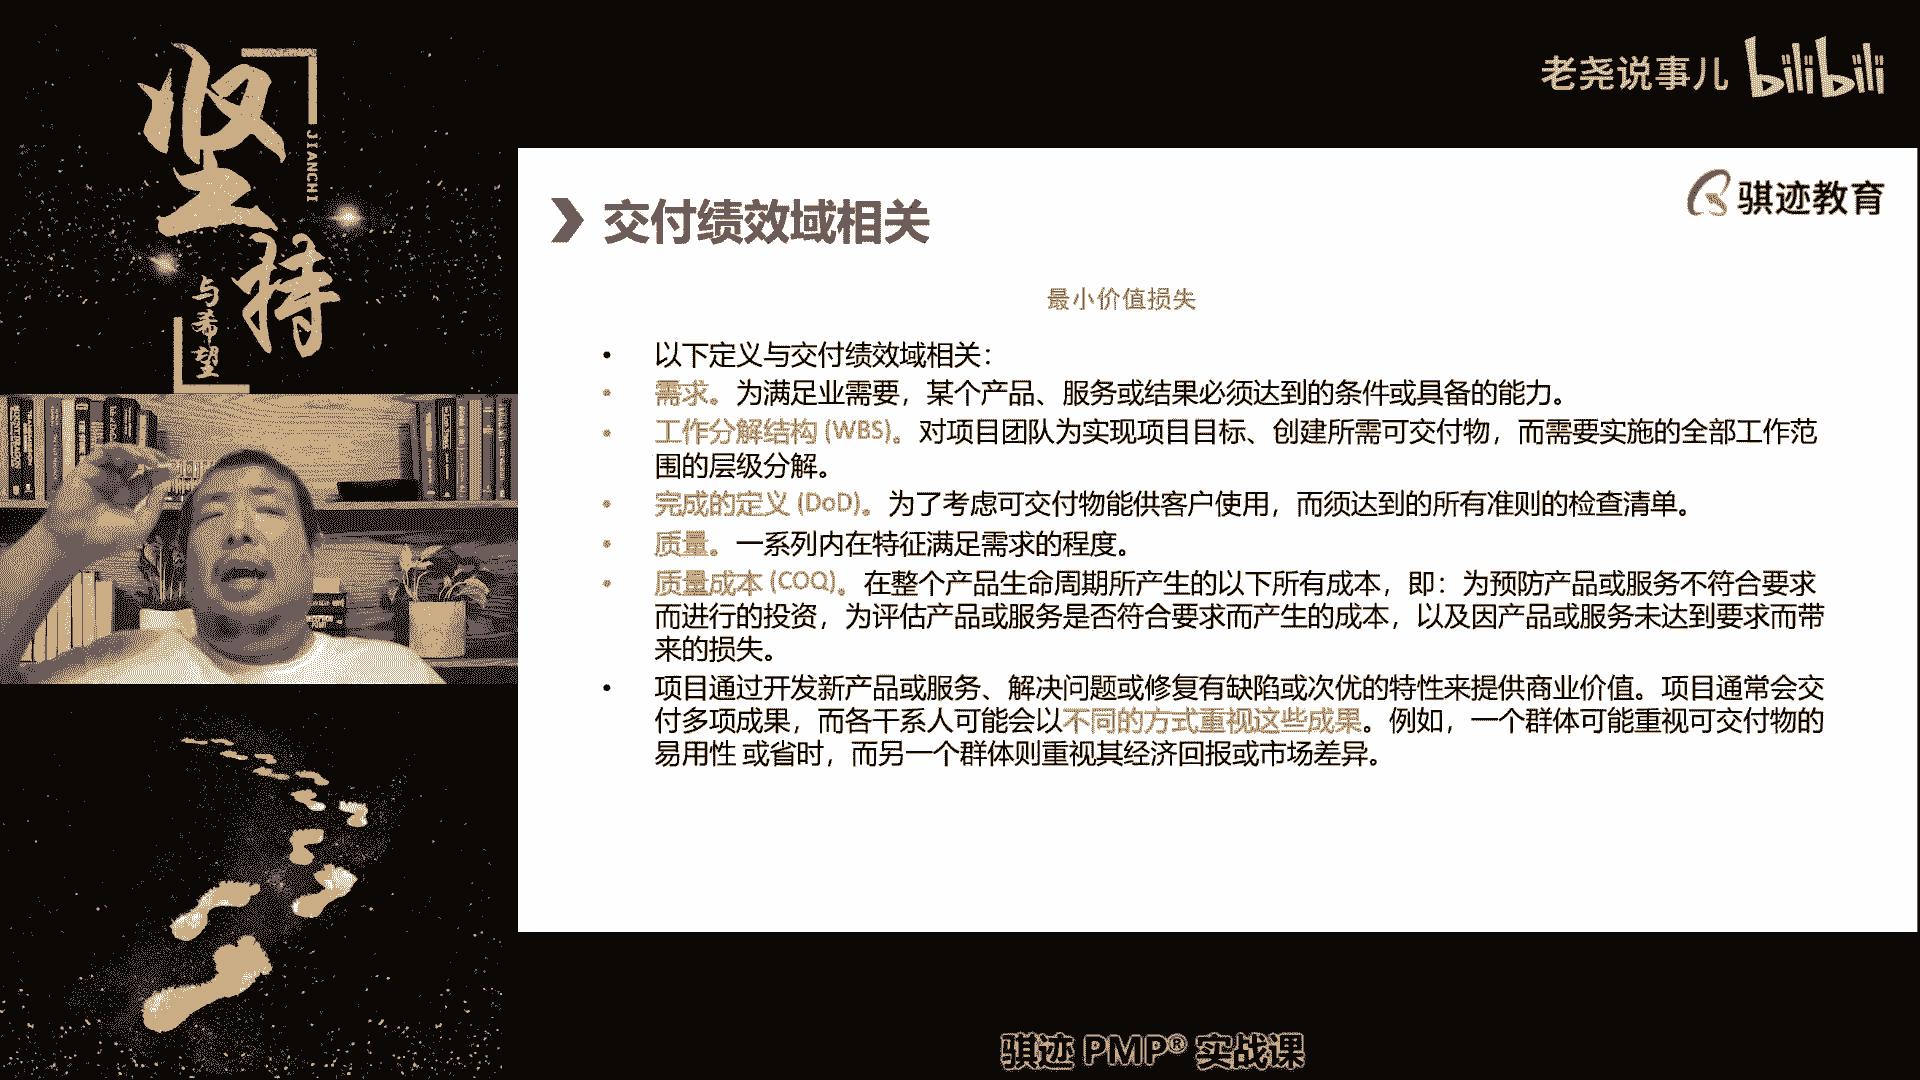 坚持
JIANCHI
与希望
老尧说事儿 bilibili
骐迹教育
交付绩效域相关
最小价值损失
• 以下定义与交付绩效域相关：
• 需求。为满足业需要，某个产品、服务或结果必须达到的条件或具备的能力。
• 工作分解结构 (WBS)。对项目团队为实现项目目标、创建所需可交付物，而需要实施的全部工作范
围的层级分解。
• 完成的定义 (DoD)。为了考虑可交付物能供客户使用，而须达到的所有准则的检查清单。
• 质量。一系列内在特征满足需求的程度。
• 质量成本 (COQ)。在整个产品生命周期所产生的以下所有成本，即：为预防产品或服务不符合要求
而进行的投资，为评估产品或服务是否符合要求而产生的成本，以及因产品或服务未达到要求而带
来的损失。
• 项目通过开发新产品或服务、解决问题或修复有缺陷或次优的特性来提供商业价值。项目通常会交
付多项成果，而各干系人可能会以不同的方式重视这些成果。例如，一个群体可能重视可交付物的
易用性 或省时，而另一个群体则重视其经济回报或市场差异。
骐迹 PMP® 实战课